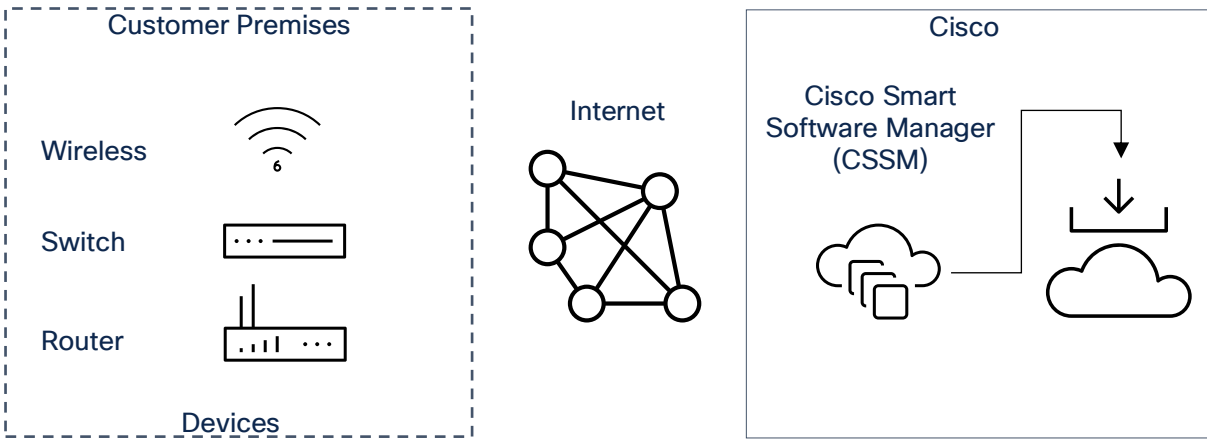 Customer Premises
Wireless
6
Switch
Router
Devices
Internet
Cisco
Cisco Smart
Software Manager
(CSSM)